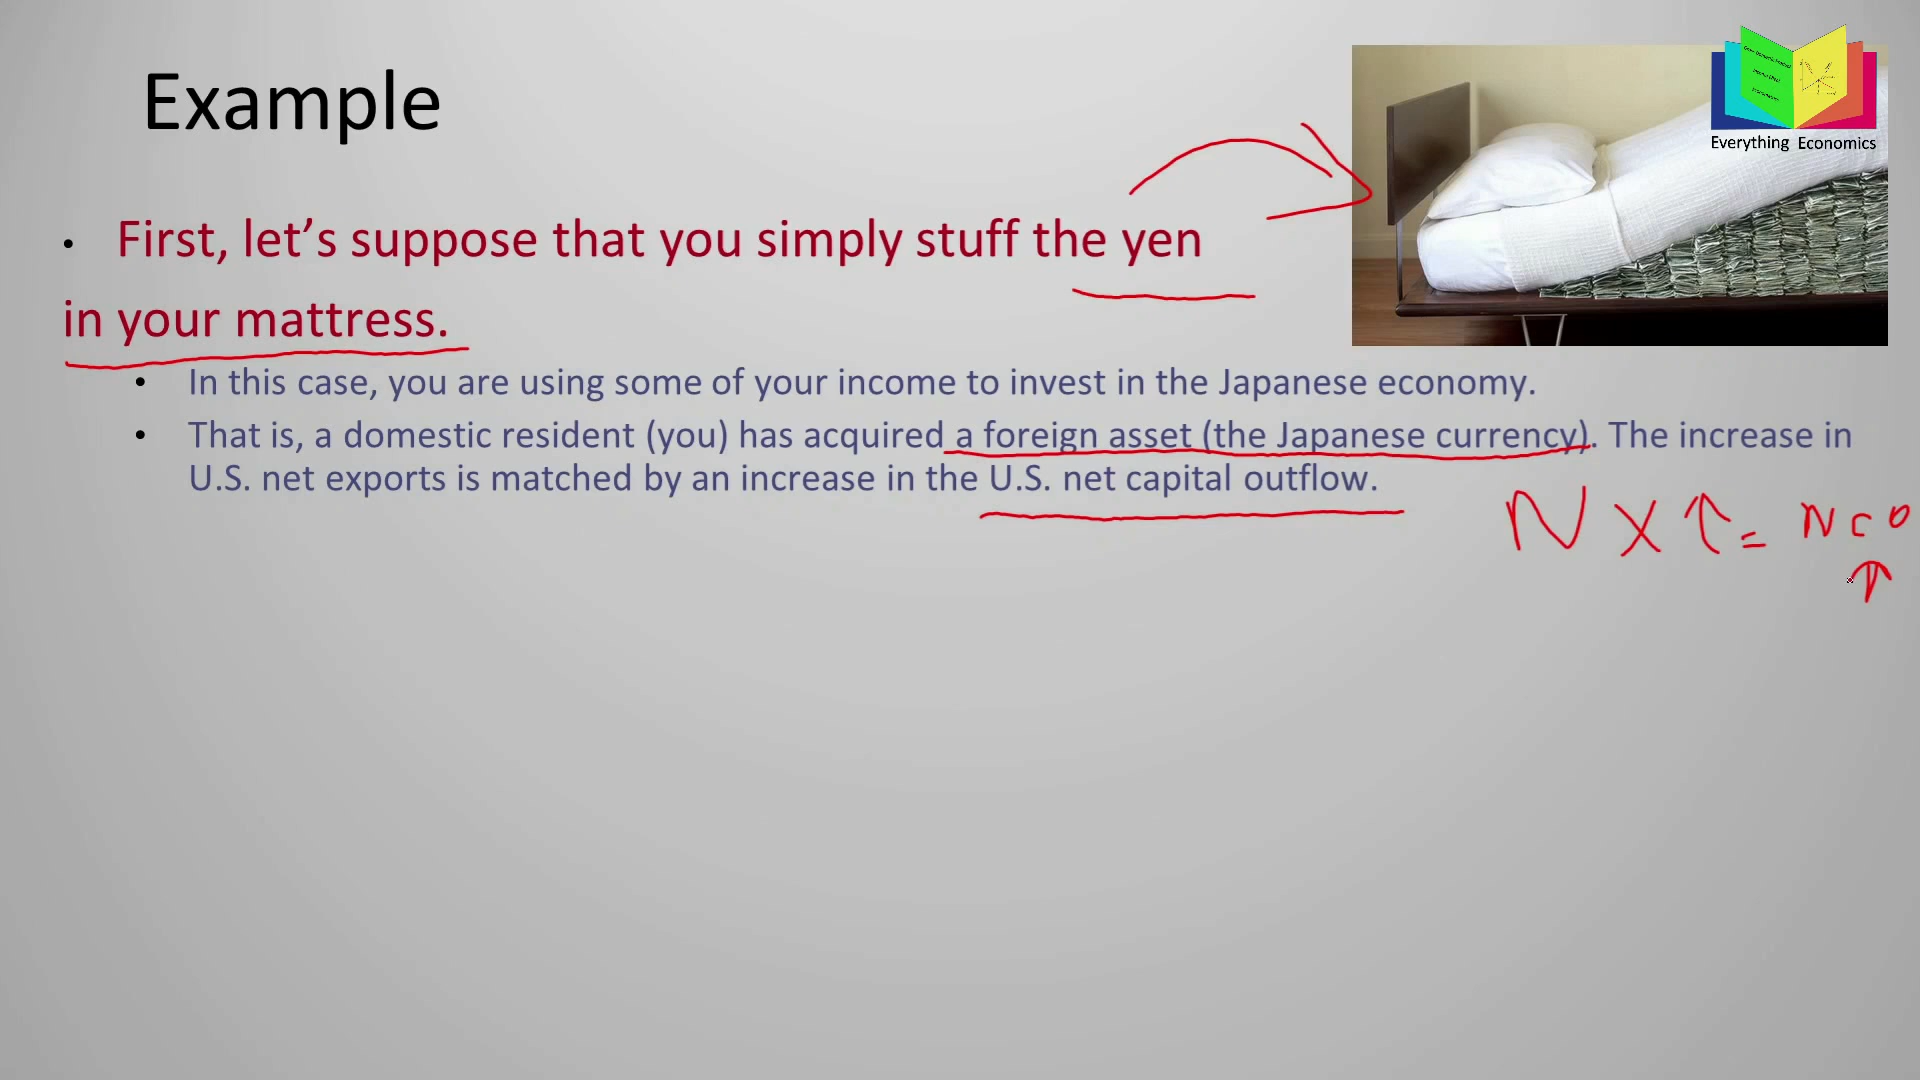 Example
Everything Economics
• First, let's suppose that you simply stuff the yen
in your mattress.
• In this case, you are using some of your income to invest in the Japanese economy.
• That is, a domestic resident (you) has acquired a foreign asset (the Japanese currency). The increase in
U.S. net exports is matched by an increase in the U.S. net capital outflow.
NX↑ = NCO
↑